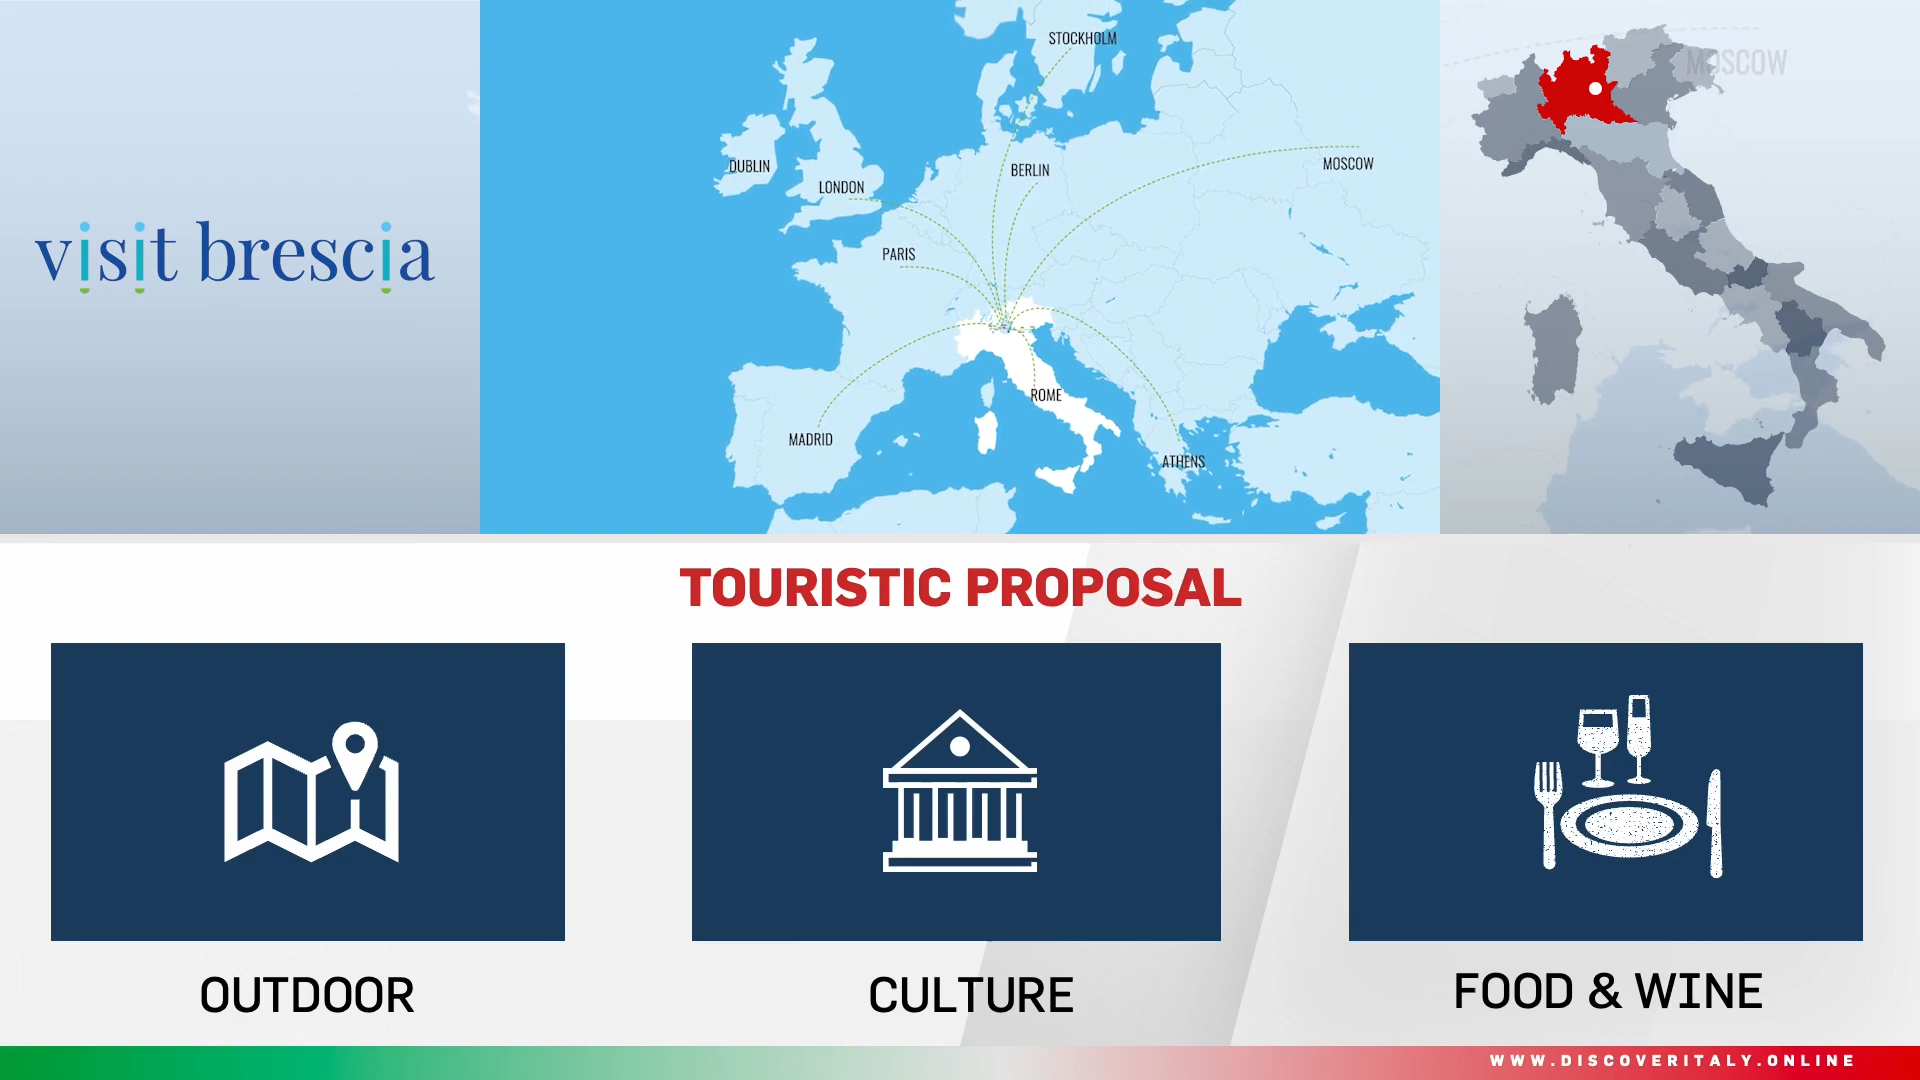 visit brescia
STOCKHOLM
DUBLIN
LONDON
BERLIN
MOSCOW
PARIS
ROME
MADRID
ATHENS
MOSCOW
TOURISTIC PROPOSAL
OUTDOOR
CULTURE
FOOD & WINE
WWW.DISCOVERITALY.ONLINE